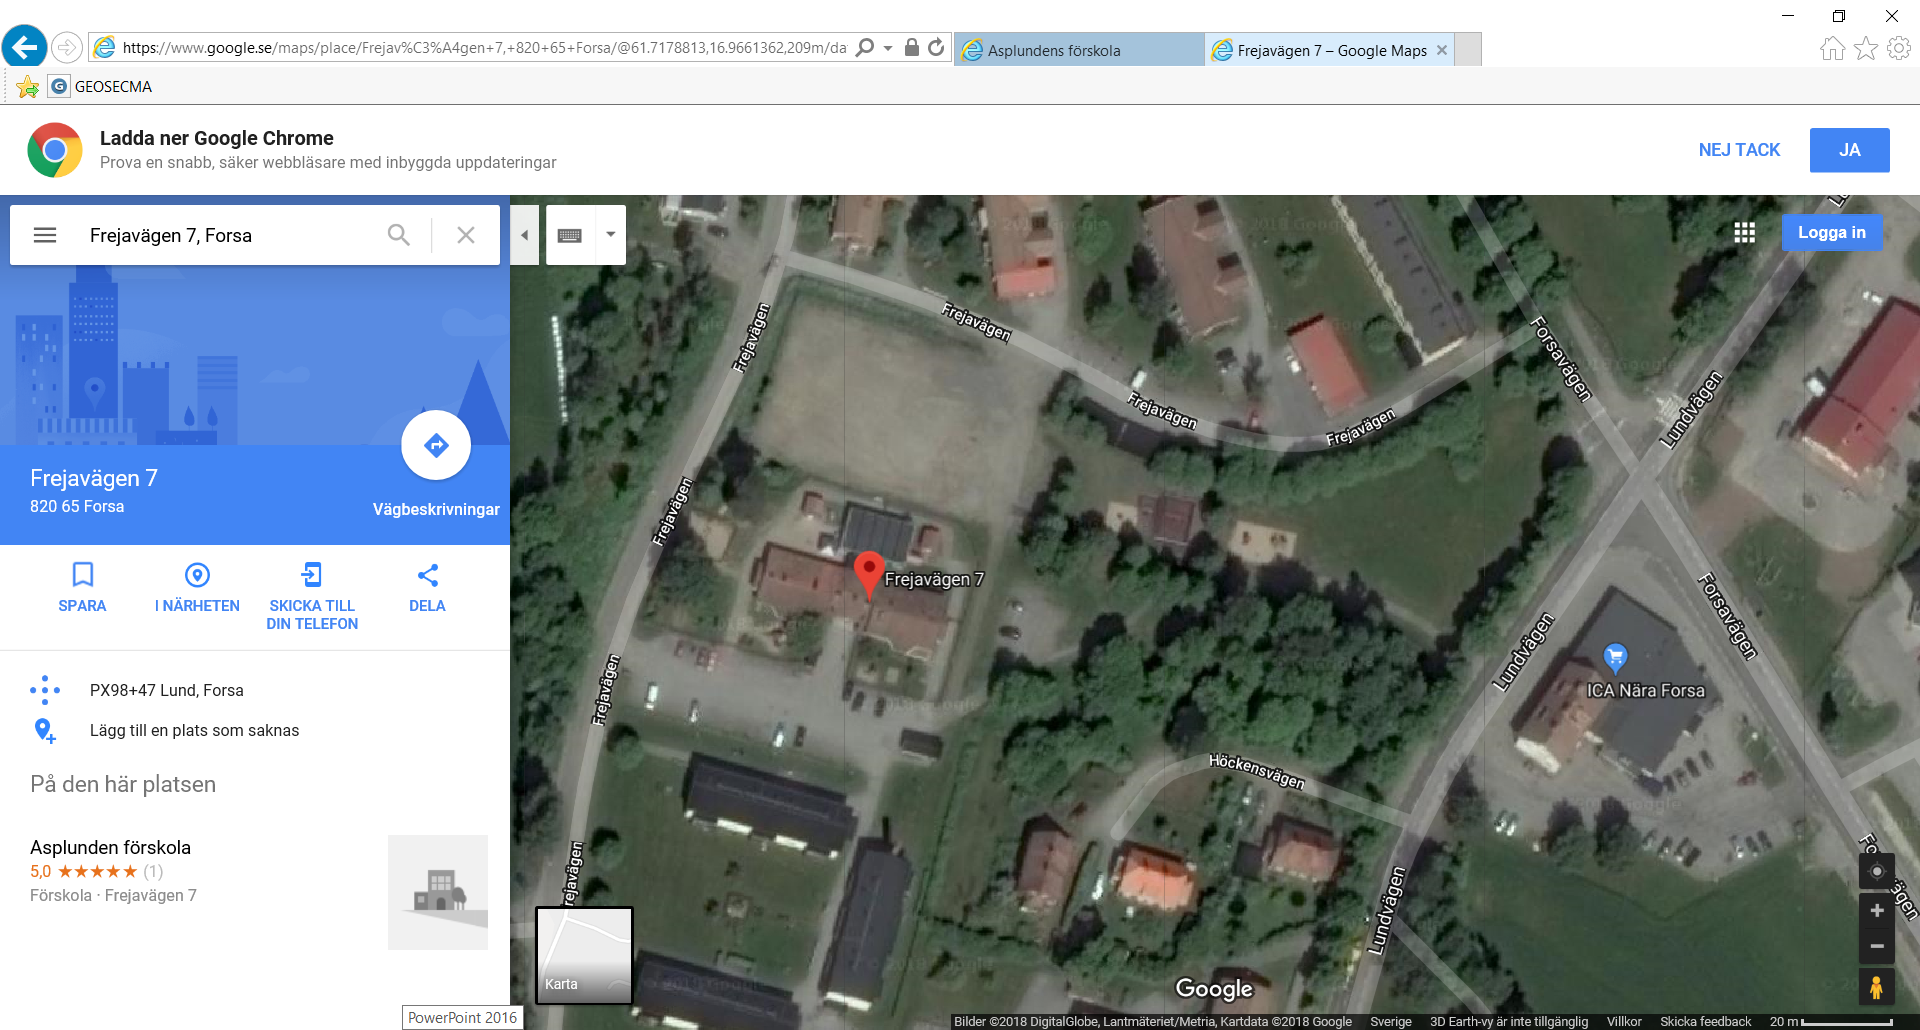 https://www.google.se/maps/place/Frejav%C3%A4gen+7,+820+65+Forsa/@61.7178813,16.9661362,209m/da
Asplundens förskola
Frejavägen 7 – Google Maps
GEOSECMA
Ladda ner Google Chrome
Prova en snabb, säker webbläsare med inbyggda uppdateringar
NEJ TACK
JA
Frejavägen 7, Forsa
Logga in
Frejavägen 7
820 65 Forsa
Vägbeskrivningar
SPARA
I NÄRHETEN
SKICKA TILL
DIN TELEFON
DELA
PX98+47 Lund, Forsa
Lägg till en plats som saknas
På den här platsen
Asplunden förskola
5,0 ★★★★★ (1)
Förskola · Frejavägen 7
Frejavägen
Frejavägen
Frejavägen
Frejavägen
Frejavägen
Frejavägen
Frejavägen 7
Forsavägen
Lundvägen
Forsavägen
Lundvägen
ICA Nära Forsa
Höckensvägen
Lundvägen
Karta
Google
PowerPoint 2016
Bilder ©2018 DigitalGlobe, Lantmäteriet/Metria, Kartdata ©2018 Google
Sverige
3D Earth-vy är inte tillgänglig
Villkor
Skicka feedback
20 m